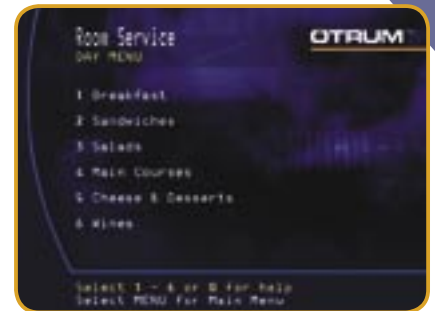 Room Service
OTRUM
DAY MENU
1 Breakfast
2 Sandwiches
3 Salads
4 Main Courses
5 Cheese & Desserts
6 Wines
Select 1 - 6 or 0 for help
Select MENU for Main Menu